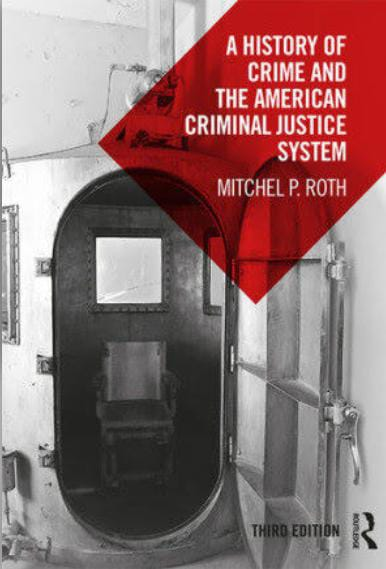 A HISTORY OF
CRIME AND
THE AMERICAN
CRIMINAL JUSTICE
SYSTEM
MITCHEL P. ROTH
THIRD EDITION
ROUTLEDGE